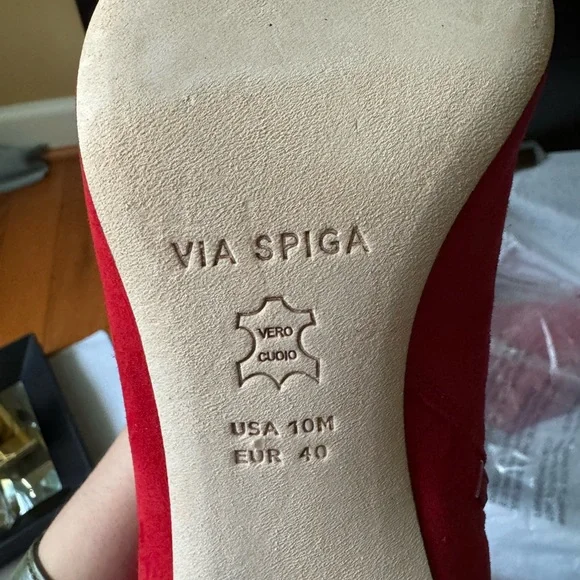 VIA SPIGA
VERO
CUOIO
USA 10M
EUR 40